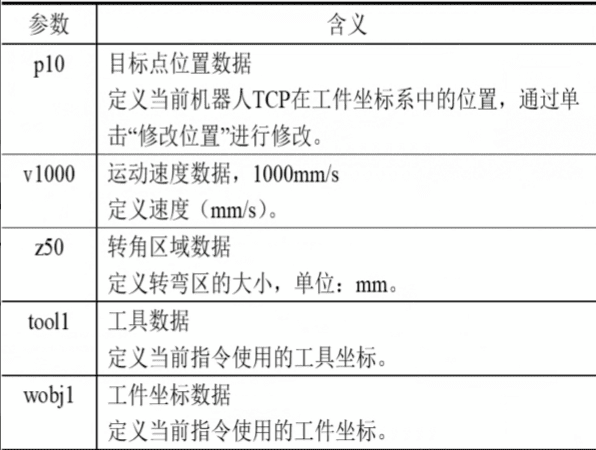 参数 含义
p10 目标点位置数据
定义当前机器人TCP在工件坐标系中的位置，通过单
击“修改位置”进行修改。
v1000 运动速度数据，1000mm/s
定义速度（mm/s）。
z50 转角区域数据
定义转弯区的大小，单位：mm。
tool1 工具数据
定义当前指令使用的工具坐标。
wobj1 工件坐标数据
定义当前指令使用的工件坐标。